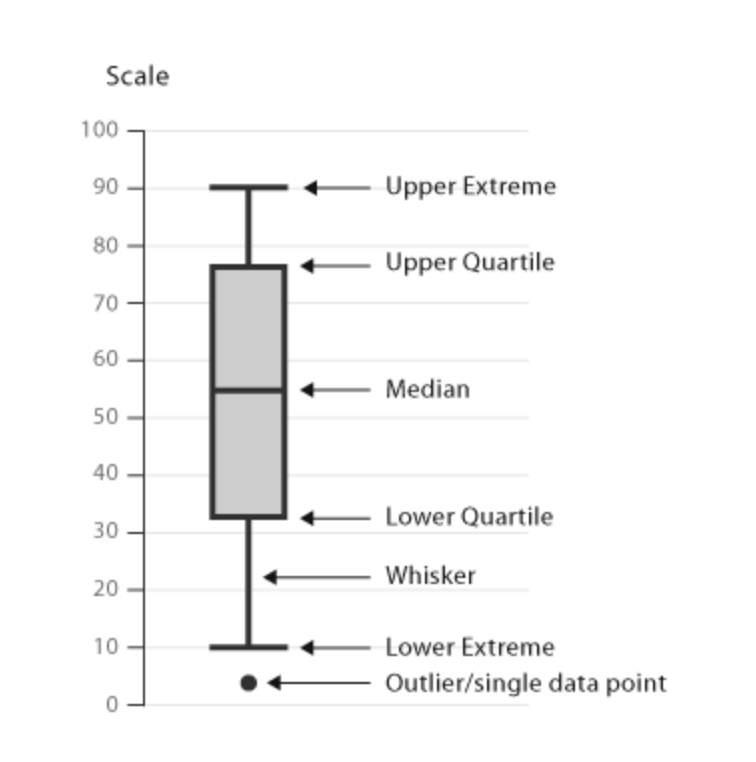 Scale
100
90
Upper Extreme
80
Upper Quartile
70
60
Median
50
40
Lower Quartile
30
Whisker
20
10
Lower Extreme
Outlier/single data point
0